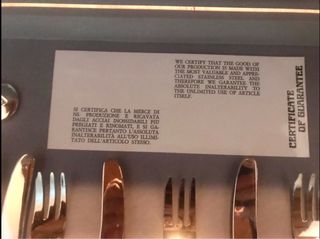 WE CERTIFY THAT THE GOOD OF
OUR PRODUCTION IS MADE WITH
THE MOST VALUABLE AND APPRE-
CIATED STAINLESS STEEL AND
THEREFORE WE GARANTEE THE
ABSOLUTE INALTERABILITY TO
THE UNLIMITED USE OF ARTICLE
ITSELF.
SI CERTIFICA CHE LA MERCE DI
NS. PRODUZIONE E RICAVATA
DAGLI ACCIAI INOSSIDABILI PIÙ
PREGIATI E RINOMATI, E SI GA-
RANTISCE PERTANTO L'ASSOLUTA
INALTERABILITÀ ALL'USO ILLIMI-
TATO DELL'ARTICOLO STESSO.
CERTIFICATE
OF GUARANTEE